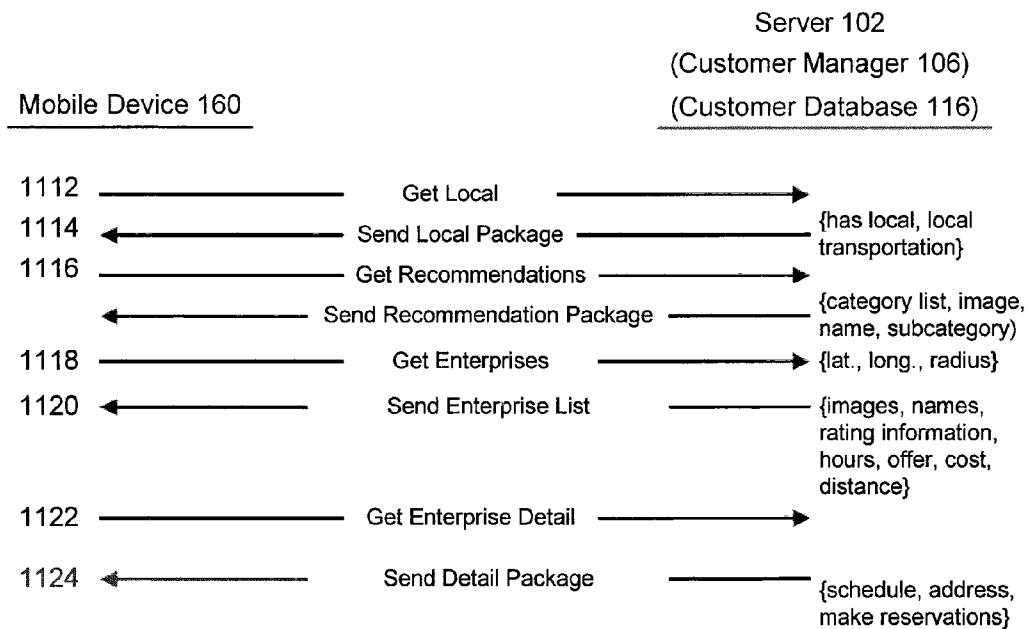 Server 102
(Customer Manager 106)
Mobile Device 160
(Customer Database 116)
1112 Get Local
1114 Send Local Package {has local, local
transportation}
1116 Get Recommendations
Send Recommendation Package {category list, image,
name, subcategory)
1118 Get Enterprises {lat., long., radius}
1120 Send Enterprise List {images, names,
rating information,
hours, offer, cost,
distance}
1122 Get Enterprise Detail
1124 Send Detail Package {schedule, address,
make reservations}